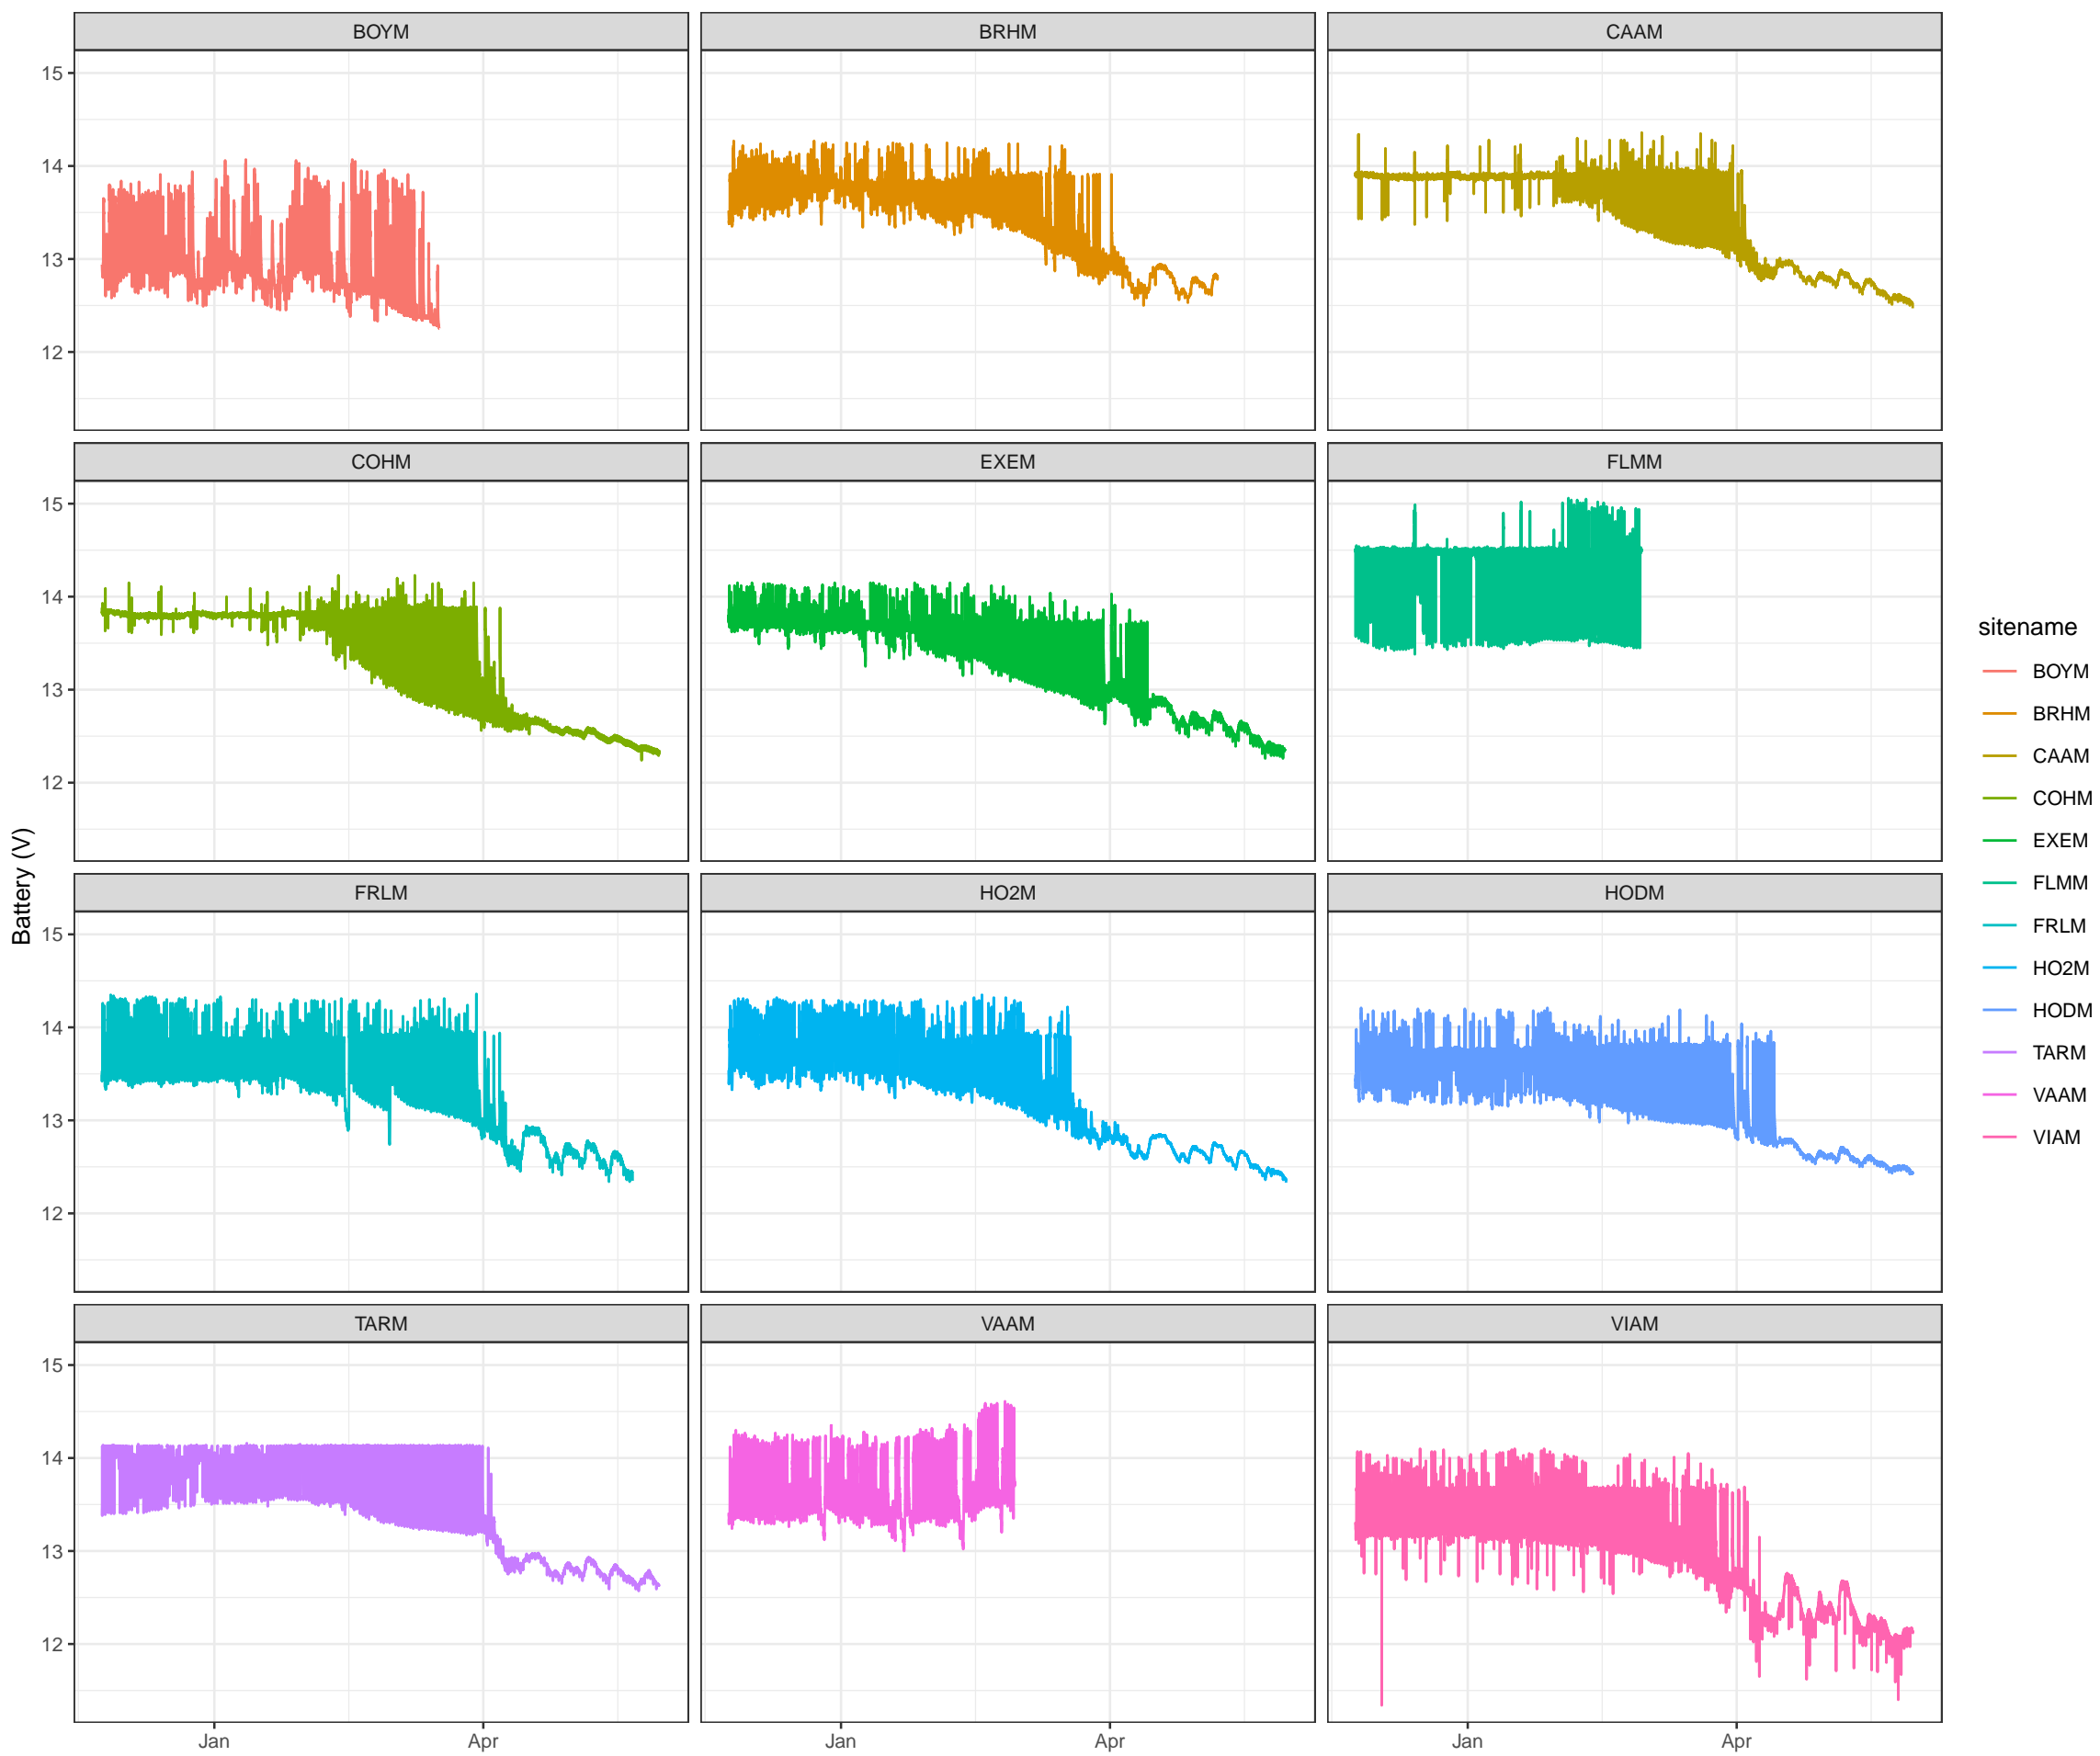 BOYM
BRHM
CAAM
15
14
13
12
COHM
EXEM
FLMM
15
14
13
12
FRLM
HO2M
HODM
15
14
13
12
TARM
VAAM
VIAM
15
14
13
12
Jan
Apr
Jan
Apr
Jan
Apr
Battery (V)
sitename
BOYM
BRHM
CAAM
COHM
EXEM
FLMM
FRLM
HO2M
HODM
TARM
VAAM
VIAM